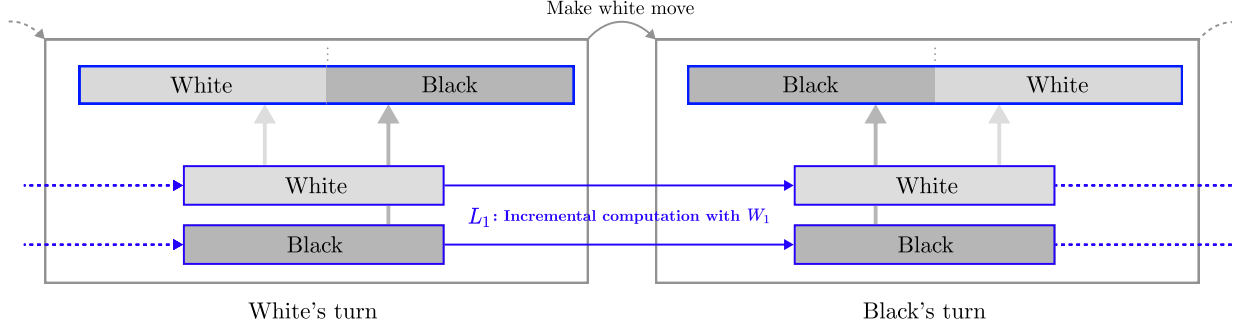 Make white move
White Black
Black White
White
White
L₁: Incremental computation with W₁
Black
Black
White's turn
Black's turn